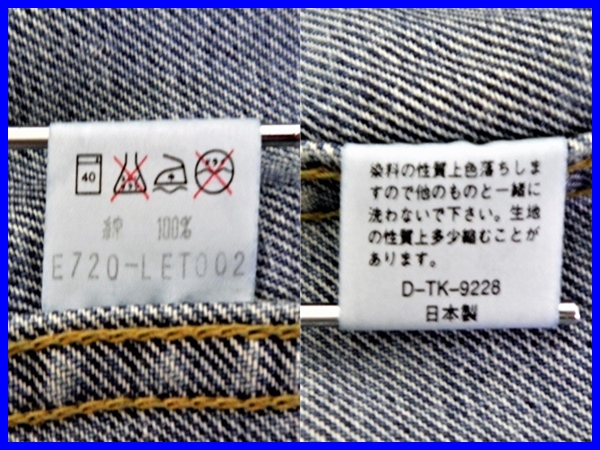 40
綿 100%
E720-LET002
染料の性質上色落ちしま
すので他のものと一緒に
洗わないで下さい。生地
の性質上多少縮むことが
あります。
D-TK-9228
日本製